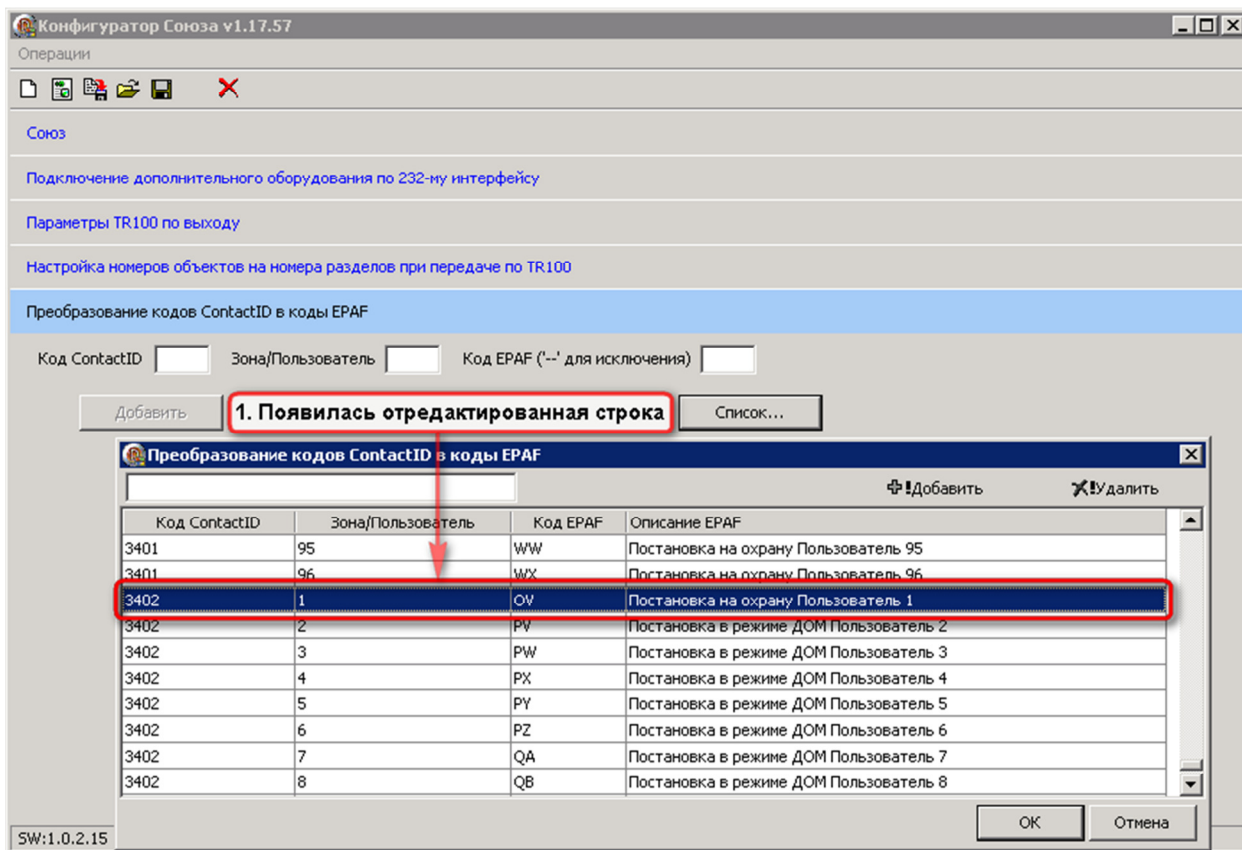 Конфигуратор Союза v1.17.57
Операции
Союз
Подключение дополнительного оборудования по 232-му интерфейсу
Параметры TR100 по выходу
Настройка номеров объектов на номера разделов при передаче по TR100
Преобразование кодов ContactID в коды EPAF
Код ContactID Зона/Пользователь Код EPAF ('--' для исключения)
Добавить 1. Появилась отредактированная строка Список...
Преобразование кодов ContactID в коды EPAF
!Добавить !Удалить
Код ContactID Зона/Пользователь Код EPAF Описание EPAF
3401 95 WW Постановка на охрану Пользователь 95
3401 96 WX Постановка на охрану Пользователь 96
3402 1 OV Постановка на охрану Пользователь 1
3402 2 PV Постановка в режиме ДОМ Пользователь 2
3402 3 PW Постановка в режиме ДОМ Пользователь 3
3402 4 PX Постановка в режиме ДОМ Пользователь 4
3402 5 PY Постановка в режиме ДОМ Пользователь 5
3402 6 PZ Постановка в режиме ДОМ Пользователь 6
3402 7 QA Постановка в режиме ДОМ Пользователь 7
3402 8 QB Постановка в режиме ДОМ Пользователь 8
OK Отмена
SW:1.0.2.15